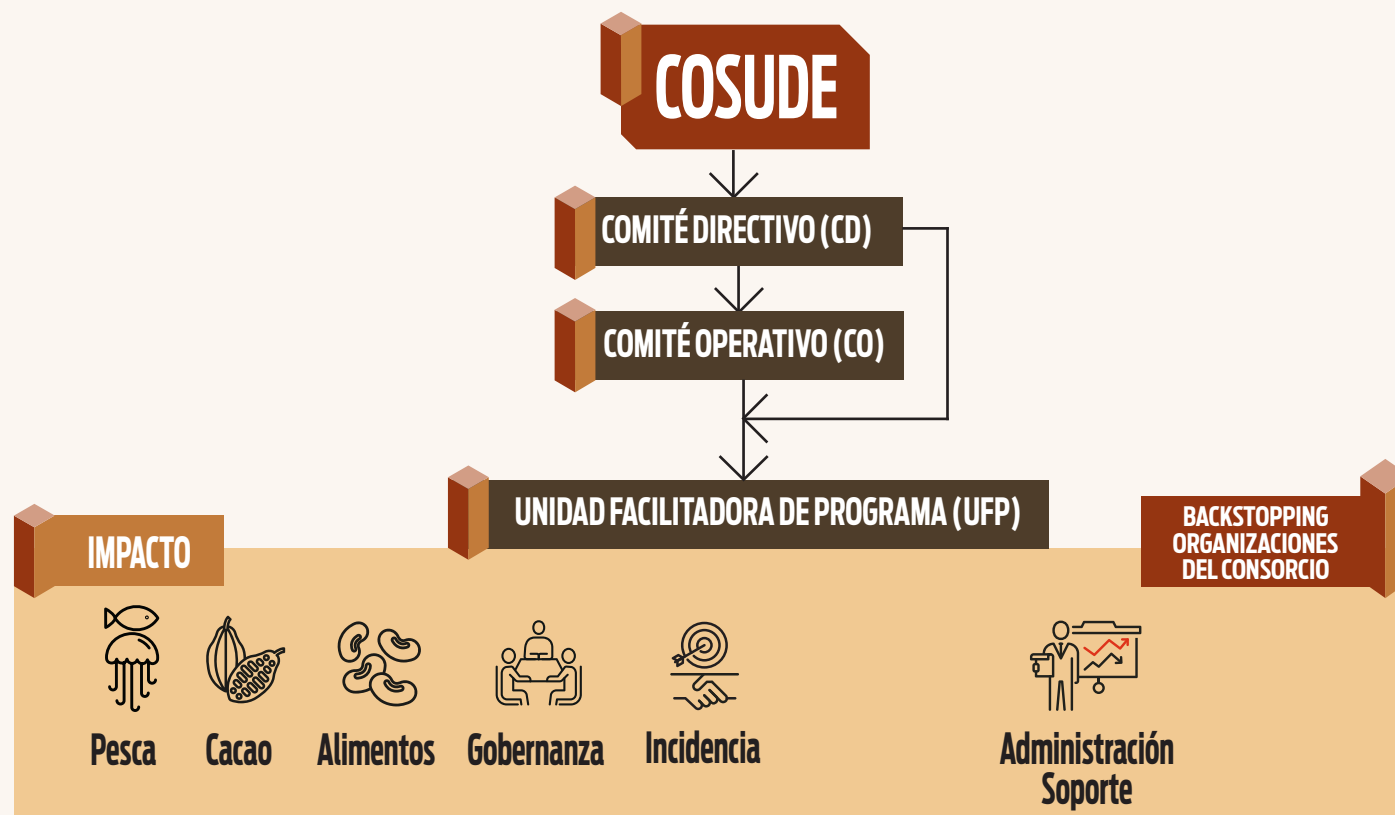 COSUDE
COMITÉ DIRECTIVO (CD)
COMITÉ OPERATIVO (CO)
UNIDAD FACILITADORA DE PROGRAMA (UFP)
IMPACTO
BACKSTOPPING
ORGANIZACIONES
DEL CONSORCIO
Pesca
Cacao
Alimentos
Gobernanza
Incidencia
Administración
Soporte